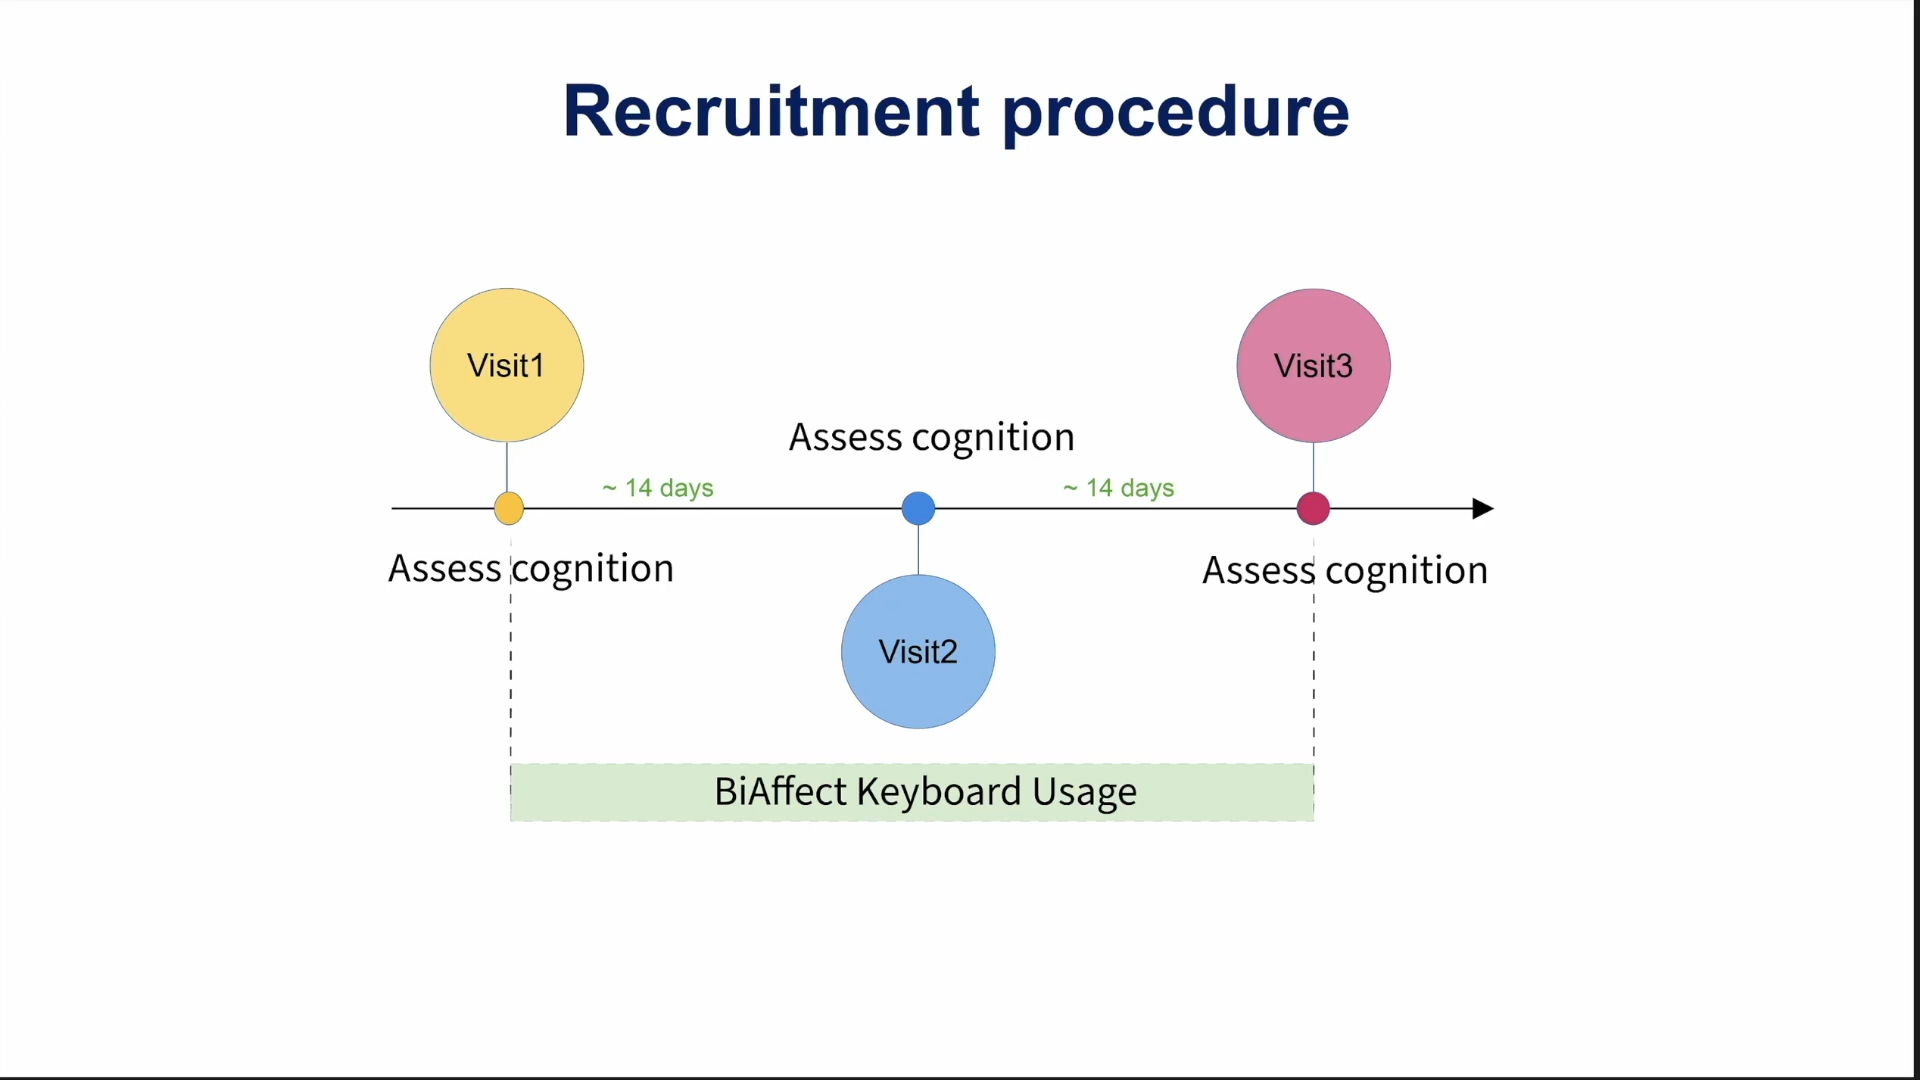 Recruitment procedure
Visit1
Visit3
Assess cognition
~ 14 days
~ 14 days
Assess cognition
Assess cognition
Visit2
BiAffect Keyboard Usage